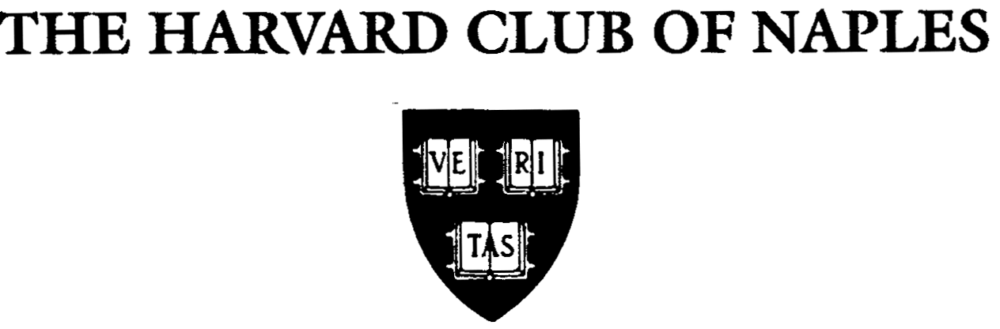 THE HARVARD CLUB OF NAPLES
VE RI
TAS